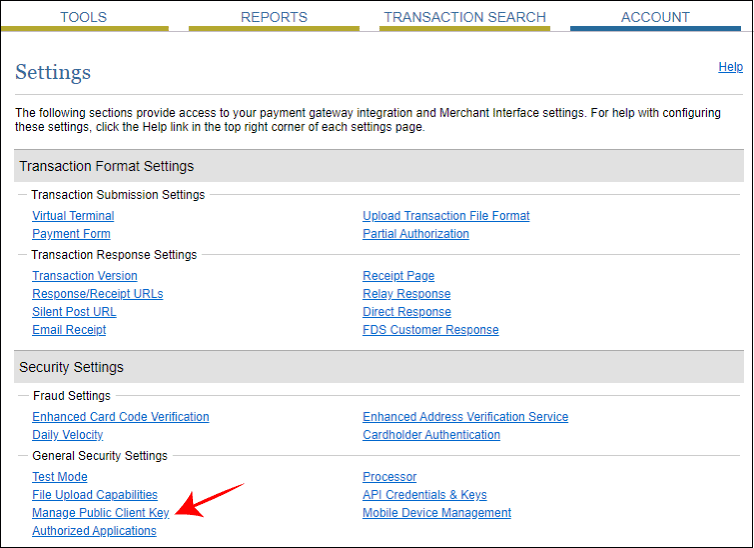 TOOLS REPORTS TRANSACTION SEARCH ACCOUNT
Settings Help
The following sections provide access to your payment gateway integration and Merchant Interface settings. For help with configuring
these settings, click the Help link in the top right corner of each settings page.
Transaction Format Settings
Transaction Submission Settings
Virtual Terminal Upload Transaction File Format
Payment Form Partial Authorization
Transaction Response Settings
Transaction Version Receipt Page
Response/Receipt URLs Relay Response
Silent Post URL Direct Response
Email Receipt FDS Customer Response
Security Settings
Fraud Settings
Enhanced Card Code Verification Enhanced Address Verification Service
Daily Velocity Cardholder Authentication
General Security Settings
Test Mode Processor
File Upload Capabilities API Credentials & Keys
Manage Public Client Key Mobile Device Management
Authorized Applications